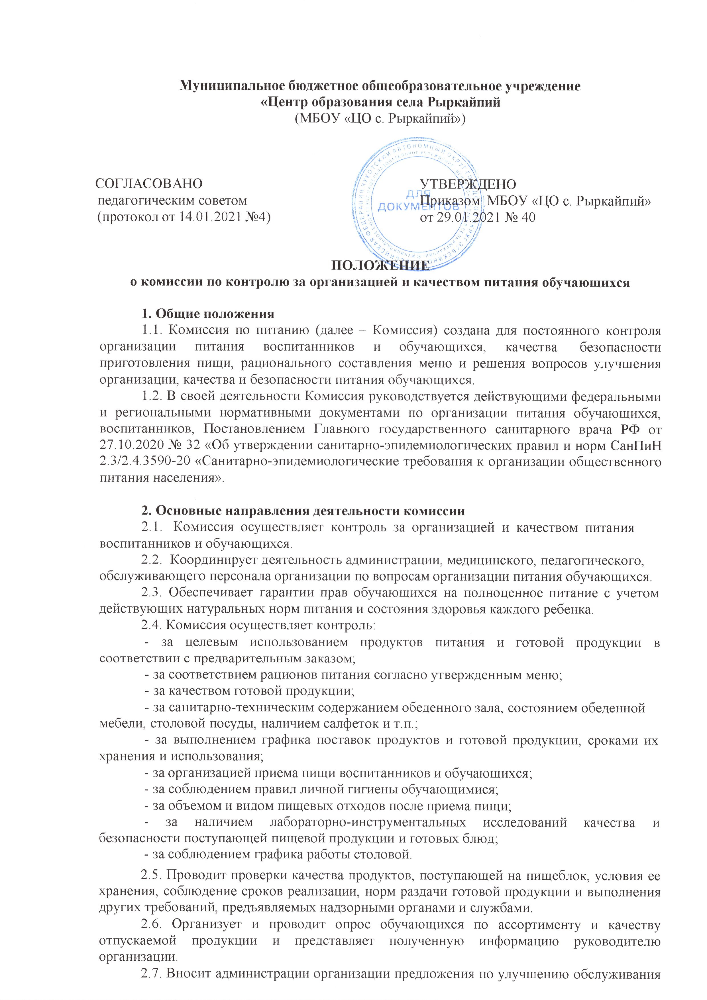 Муниципальное бюджетное общеобразовательное учреждение
«Центр образования села Рыркайпий
(МБОУ «ЦО с. Рыркайпий»)
РОССИЙСКАЯ ФЕДЕРАЦИЯ ЧУКОТСКИЙ АВТОНОМНЫЙ ОКРУГ ГОРОДСКОЙ ОКРУГ ЭГВЕКИНОТ
ДЛЯ
ДОКУМЕНТОВ
СОГЛАСОВАНО
педагогическим советом
(протокол от 14.01.2021 №4)
УТВЕРЖДЕНО
Приказом МБОУ «ЦО с. Рыркайпий»
от 29.01.2021 № 40
ПОЛОЖЕНИЕ
о комиссии по контролю за организацией и качеством питания обучающихся
1. Общие положения
1.1. Комиссия по питанию (далее – Комиссия) создана для постоянного контроля
организации питания воспитанников и обучающихся, качества безопасности
приготовления пищи, рационального составления меню и решения вопросов улучшения
организации, качества и безопасности питания обучающихся.
1.2. В своей деятельности Комиссия руководствуется действующими федеральными
и региональными нормативными документами по организации питания обучающихся,
воспитанников, Постановлением Главного государственного санитарного врача РФ от
27.10.2020 № 32 «Об утверждении санитарно-эпидемиологических правил и норм СанПиН
2.3/2.4.3590-20 «Санитарно-эпидемиологические требования к организации общественного
питания населения».
2. Основные направления деятельности комиссии
2.1. Комиссия осуществляет контроль за организацией и качеством питания
воспитанников и обучающихся.
2.2. Координирует деятельность администрации, медицинского, педагогического,
обслуживающего персонала организации по вопросам организации питания обучающихся.
2.3. Обеспечивает гарантии прав обучающихся на полноценное питание с учетом
действующих натуральных норм питания и состояния здоровья каждого ребенка.
2.4. Комиссия осуществляет контроль:
- за целевым использованием продуктов питания и готовой продукции в
соответствии с предварительным заказом;
- за соответствием рационов питания согласно утвержденным меню;
- за качеством готовой продукции;
- за санитарно-техническим содержанием обеденного зала, состоянием обеденной
мебели, столовой посуды, наличием салфеток и т.п.;
- за выполнением графика поставок продуктов и готовой продукции, сроками их
хранения и использования;
- за организацией приема пищи воспитанников и обучающихся;
- за соблюдением правил личной гигиены обучающимися;
- за объемом и видом пищевых отходов после приема пищи;
- за наличием лабораторно-инструментальных исследований качества и
безопасности поступающей пищевой продукции и готовых блюд;
- за соблюдением графика работы столовой.
2.5. Проводит проверки качества продуктов, поступающей на пищеблок, условия ее
хранения, соблюдение сроков реализации, норм раздачи готовой продукции и выполнения
других требований, предъявляемых надзорными органами и службами.
2.6. Организует и проводит опрос обучающихся по ассортименту и качеству
отпускаемой продукции и представляет полученную информацию руководителю
организации.
2.7. Вносит администрации организации предложения по улучшению обслуживания